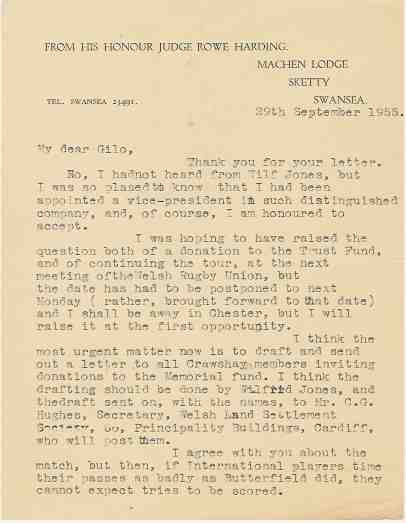 FROM HIS HONOUR JUDGE ROWE HARDING.
MACHEN LODGE
SKETTY
TEL. SWANSEA 23491. SWANSEA.
29th September 1955.
My dear Gilo,
Thank you for your letter.
No, I hadnot heard from Wilf Jones, but
I was so plased to know that I had been
appointed a vice-president in such distinguished
company, and, of course, I am honoured to
accept.
I was hoping to have raised the
question both of a donation to the Trust Fund,
and of continuing the tour, at the next
meeting oftheWelsh Rugby Union, but
the date has had to be postponed to next
Monday ( rather, brought forward to that date)
and I shall be away in Chester, but I will
raise it at the first opportunity.
I think the
most urgent matter now is to draft and send
out a letter to all Crawshay members inviting
donations to the Memorial fund. I think the
drafting should be done by Wilfrid Jones, and
thedraft sent on, with the names, to Mr. C.G.
Hughes, Secretary, Welsh Land Settlement
Society, Principality Buildings, Cardiff,
who will post them.
I agree with you about the
match, but then, if International players time
their passes as badly as Butterfield did, they
cannot expect tries to be scored.